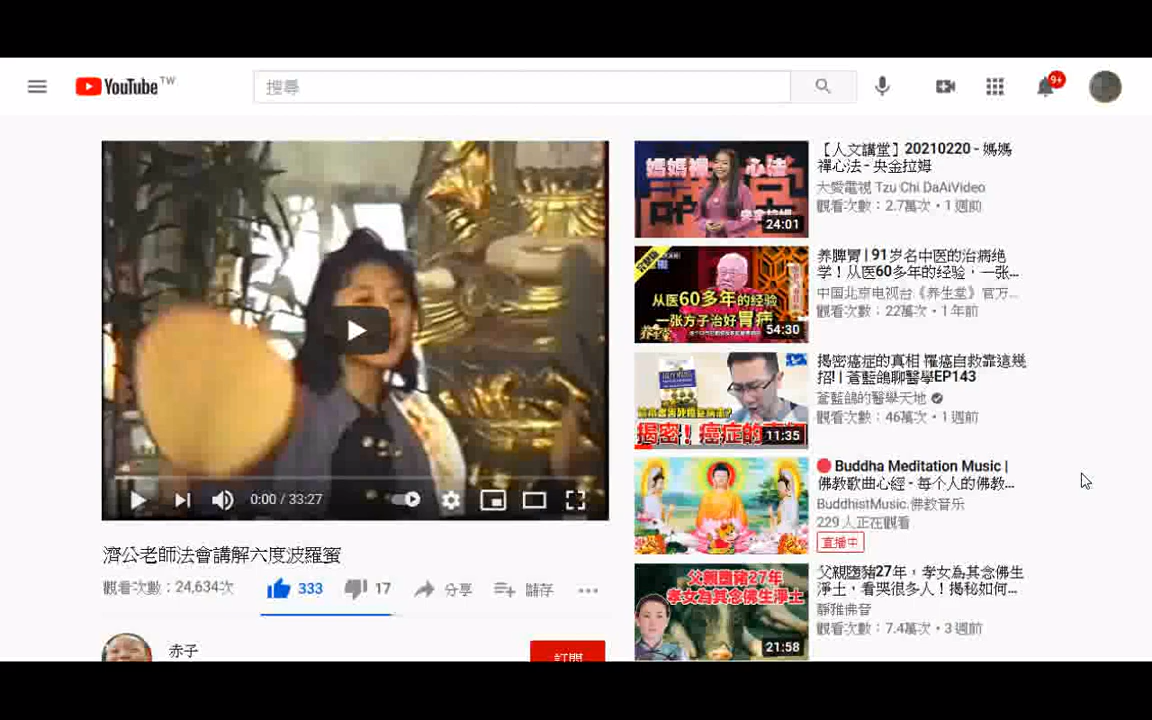 YouTube TW
搜尋
9+
0:00 / 33:27
濟公老師法會講解六度波羅蜜
觀看次數：24,634次
333
17
分享
儲存
赤子
訂閱
媽媽禪 心法
24:01
【人文講堂】20210220 - 媽媽
禪心法 - 央金拉姆
大愛電視 Tzu Chi DaAiVideo
觀看次數：2.7萬次・1 週前
从医60多年的经验
一张方子治好胃病
养生堂
54:30
养脾胃 | 91岁名中医的治病绝
学！从医60多年的经验，一张...
中国北京电视台《养生堂》官方...
觀看次數：22萬次・1 年前
揭密！癌症的真相
11:35
揭密癌症的真相 罹癌自救靠這幾
招! | 蒼藍鴿聊醫學EP143
蒼藍鴿的醫學天地
觀看次數：46萬次・1 週前
Buddha Meditation Music |
佛教歌曲心經 - 每个人的佛教...
BuddhistMusic.佛教音乐
229 人正在觀看
直播中
父親墮豬27年
孝女為其念佛生淨土
21:58
父親墮豬27年，孝女為其念佛生
淨土，看哭很多人！揭秘如何...
靜雅佛音
觀看次數：7.4萬次・3 週前